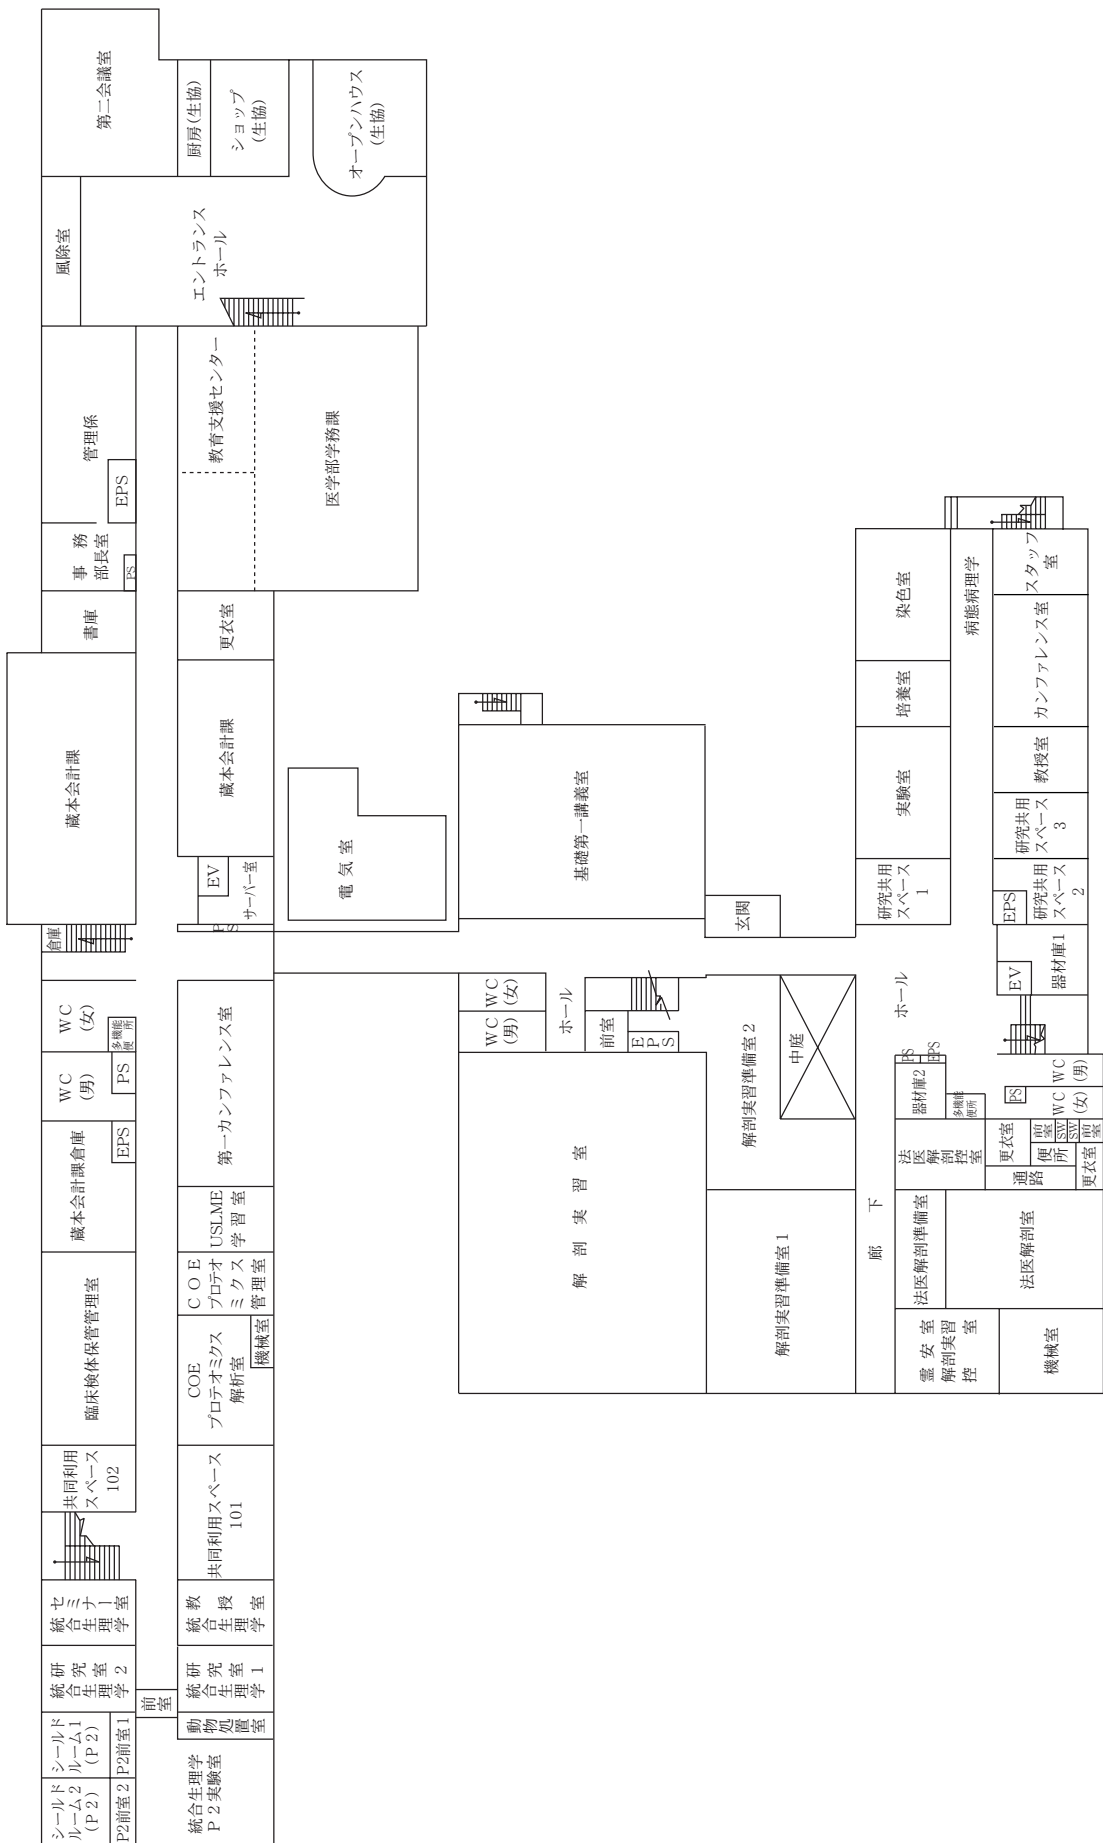 シールド
ルーム２
(Ｐ２)
P2前室２
シールド
ルーム１
(Ｐ２)
P2前室１
統合生理学
研究室２
前室
統合生理学
セミナー室
共同利用
スペース
102
臨床検体保管管理室
蔵本会計課倉庫
EPS
ＷＣ
(男)
PS
ＷＣ
(女)
多機能
便所
倉庫
蔵本会計課
書庫
事　務
部長室
PS
管理係
EPS
風除室
第二会議室
統合生理学
Ｐ２実験室
動物処置室
統合生理学
研究室１
統合生理学
教授室
共同利用スペース
101
COE
プロテオミクス
解析室
機械室
ＣＯＥ
プロテオ
ミクス
管理室
USLME
学習室
第一カンファレンス室
PS
サーバー室
EV
蔵本会計課
更衣室
教育支援センター
医学部学務課
エントランス
ホール
厨房(生協)
ショップ
(生協)
オープンハウス
(生協)
電気室
解剖実習室
ＷＣ
(男)
ＷＣ
(女)
ホール
前室
ＥＰＳ
基礎第一講義室
解剖実習準備室１
解剖実習準備室２
中庭
玄関
廊　下
ホール
霊安室
解剖実習
控室
機械室
法医解剖準備室
法医解剖室
法医解剖控室
器材庫2
多機能
便所
PS
EPS
更衣室
通路
前室
便所
SW
SW
前室
更衣室
PS
ＷＣ
(女)
ＷＣ
(男)
EV
器材庫1
研究共用
スペース
1
実験室
培養室
染色室
病態病理学
EPS
研究共用
スペース
2
研究共用
スペース
3
教授室
カンファレンス室
スタッフ
室